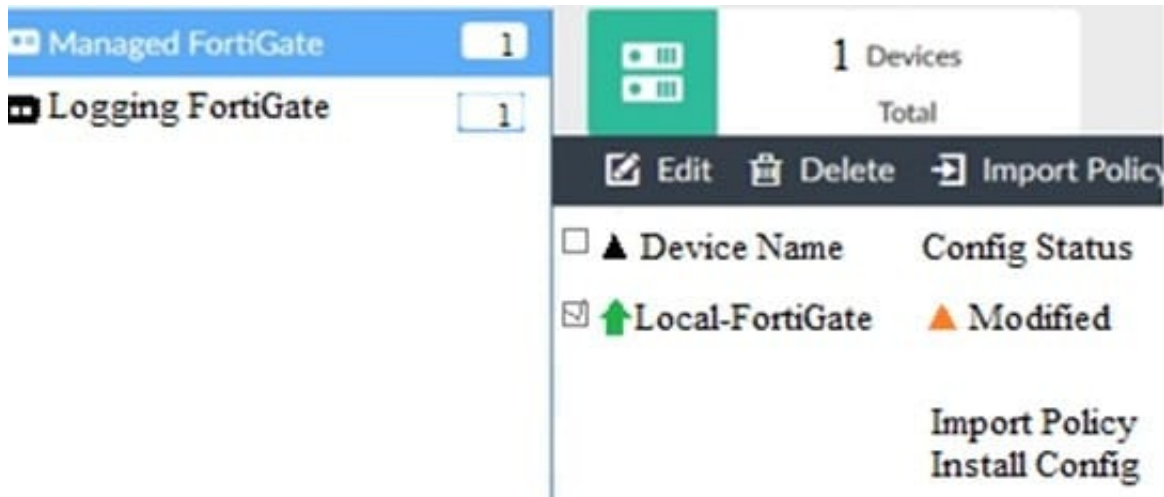 Managed FortiGate 1
Logging FortiGate 1
1 Devices
Total
Edit Delete Import Policy
Device Name Config Status
Local-FortiGate Modified
Import Policy
Install Config